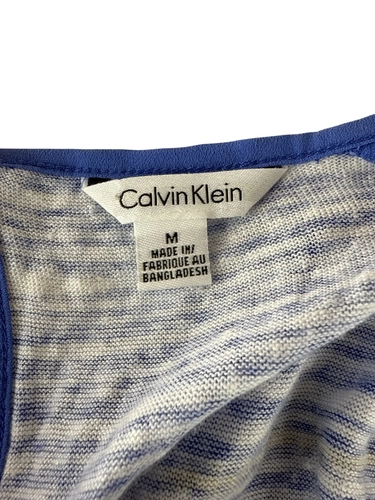 Calvin Klein
M
MADE IN/
FABRIQUE AU
BANGLADESH